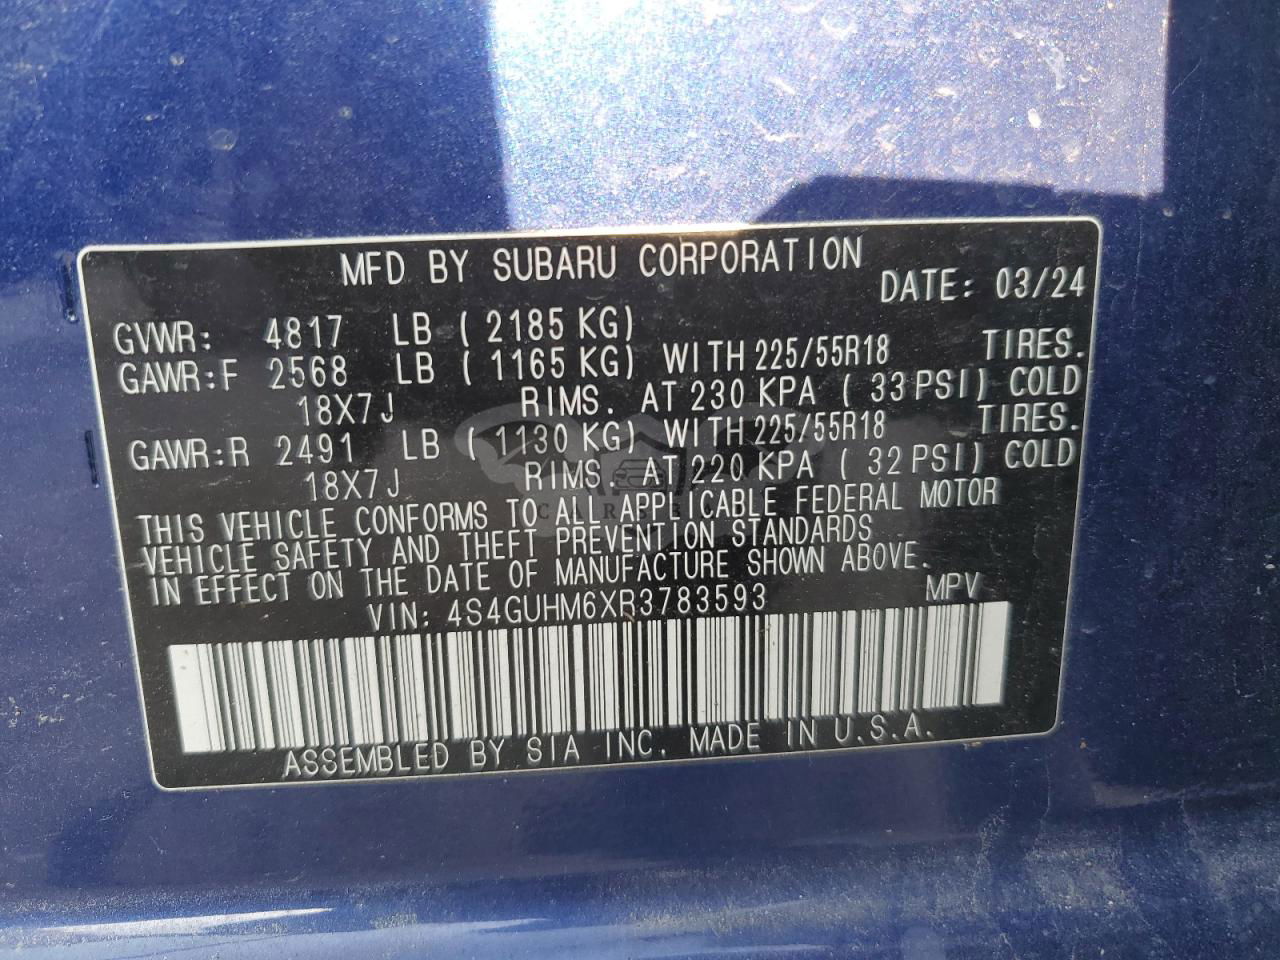 MFD BY SUBARU CORPORATION
DATE: 03/24
GVWR: 4817 LB ( 2185 KG)
GAWR:F 2568 LB ( 1165 KG) WITH 225/55R18 TIRES.
18X7J RIMS. AT 230 KPA ( 33 PSI) COLD
GAWR:R 2491 LB ( 1130 KG) WITH 225/55R18 TIRES.
18X7J RIMS. AT 220 KPA ( 32 PSI) COLD
THIS VEHICLE CONFORMS TO ALL APPLICABLE FEDERAL MOTOR
VEHICLE SAFETY AND THEFT PREVENTION STANDARDS
IN EFFECT ON THE DATE OF MANUFACTURE SHOWN ABOVE.
VIN: 4S4GUHM6XR3783593 MPV
ASSEMBLED BY SIA INC. MADE IN U.S.A.